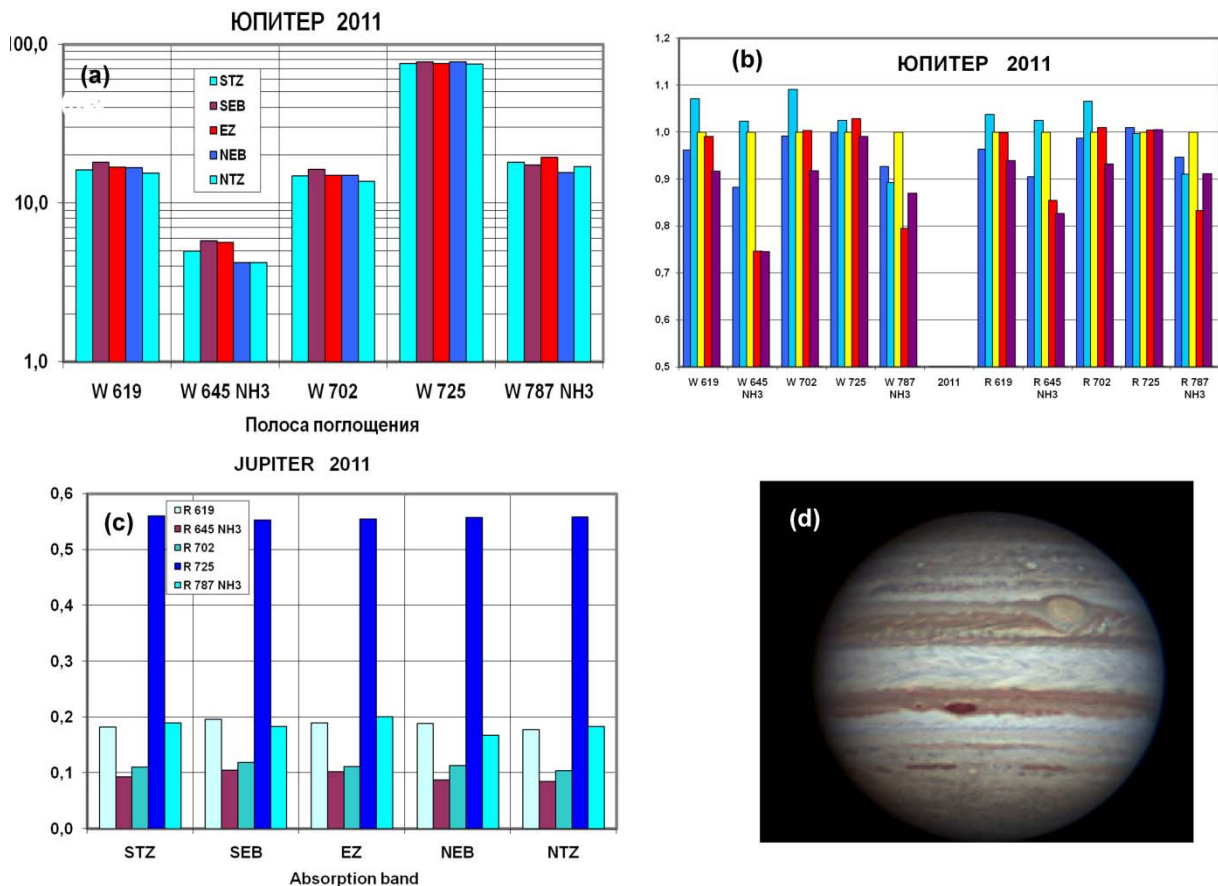 ЮПИТЕР 2011
100,0
10,0
1,0
(a)
STZ
SEB
EZ
NEB
NTZ
W 619
W 645 NH3
W 702
W 725
W 787 NH3
Полоса поглощения
1,2
1,1
1,0
0,9
0,8
0,7
0,6
0,5
(b)
ЮПИТЕР 2011
W 619
W 645 NH3
W 702
W 725
W 787 NH3
2011
R 619
R 645 NH3
R 702
R 725
R 787 NH3
JUPITER 2011
0,6
0,5
0,4
0,3
0,2
0,1
0,0
(c)
R 619
R 645 NH3
R 702
R 725
R 787 NH3
STZ
SEB
EZ
NEB
NTZ
Absorption band
(d)